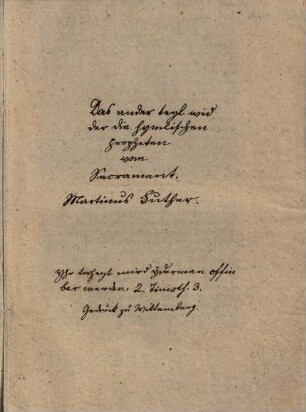 Das ander teyl wid
der die hymlischen
propheten
vom
Sacrament.
Martinus Luther.
Yhr torheyt wird yderman offin
bar werden. 2. Timoth. 3.
Gedruckt zu Wittemberg.